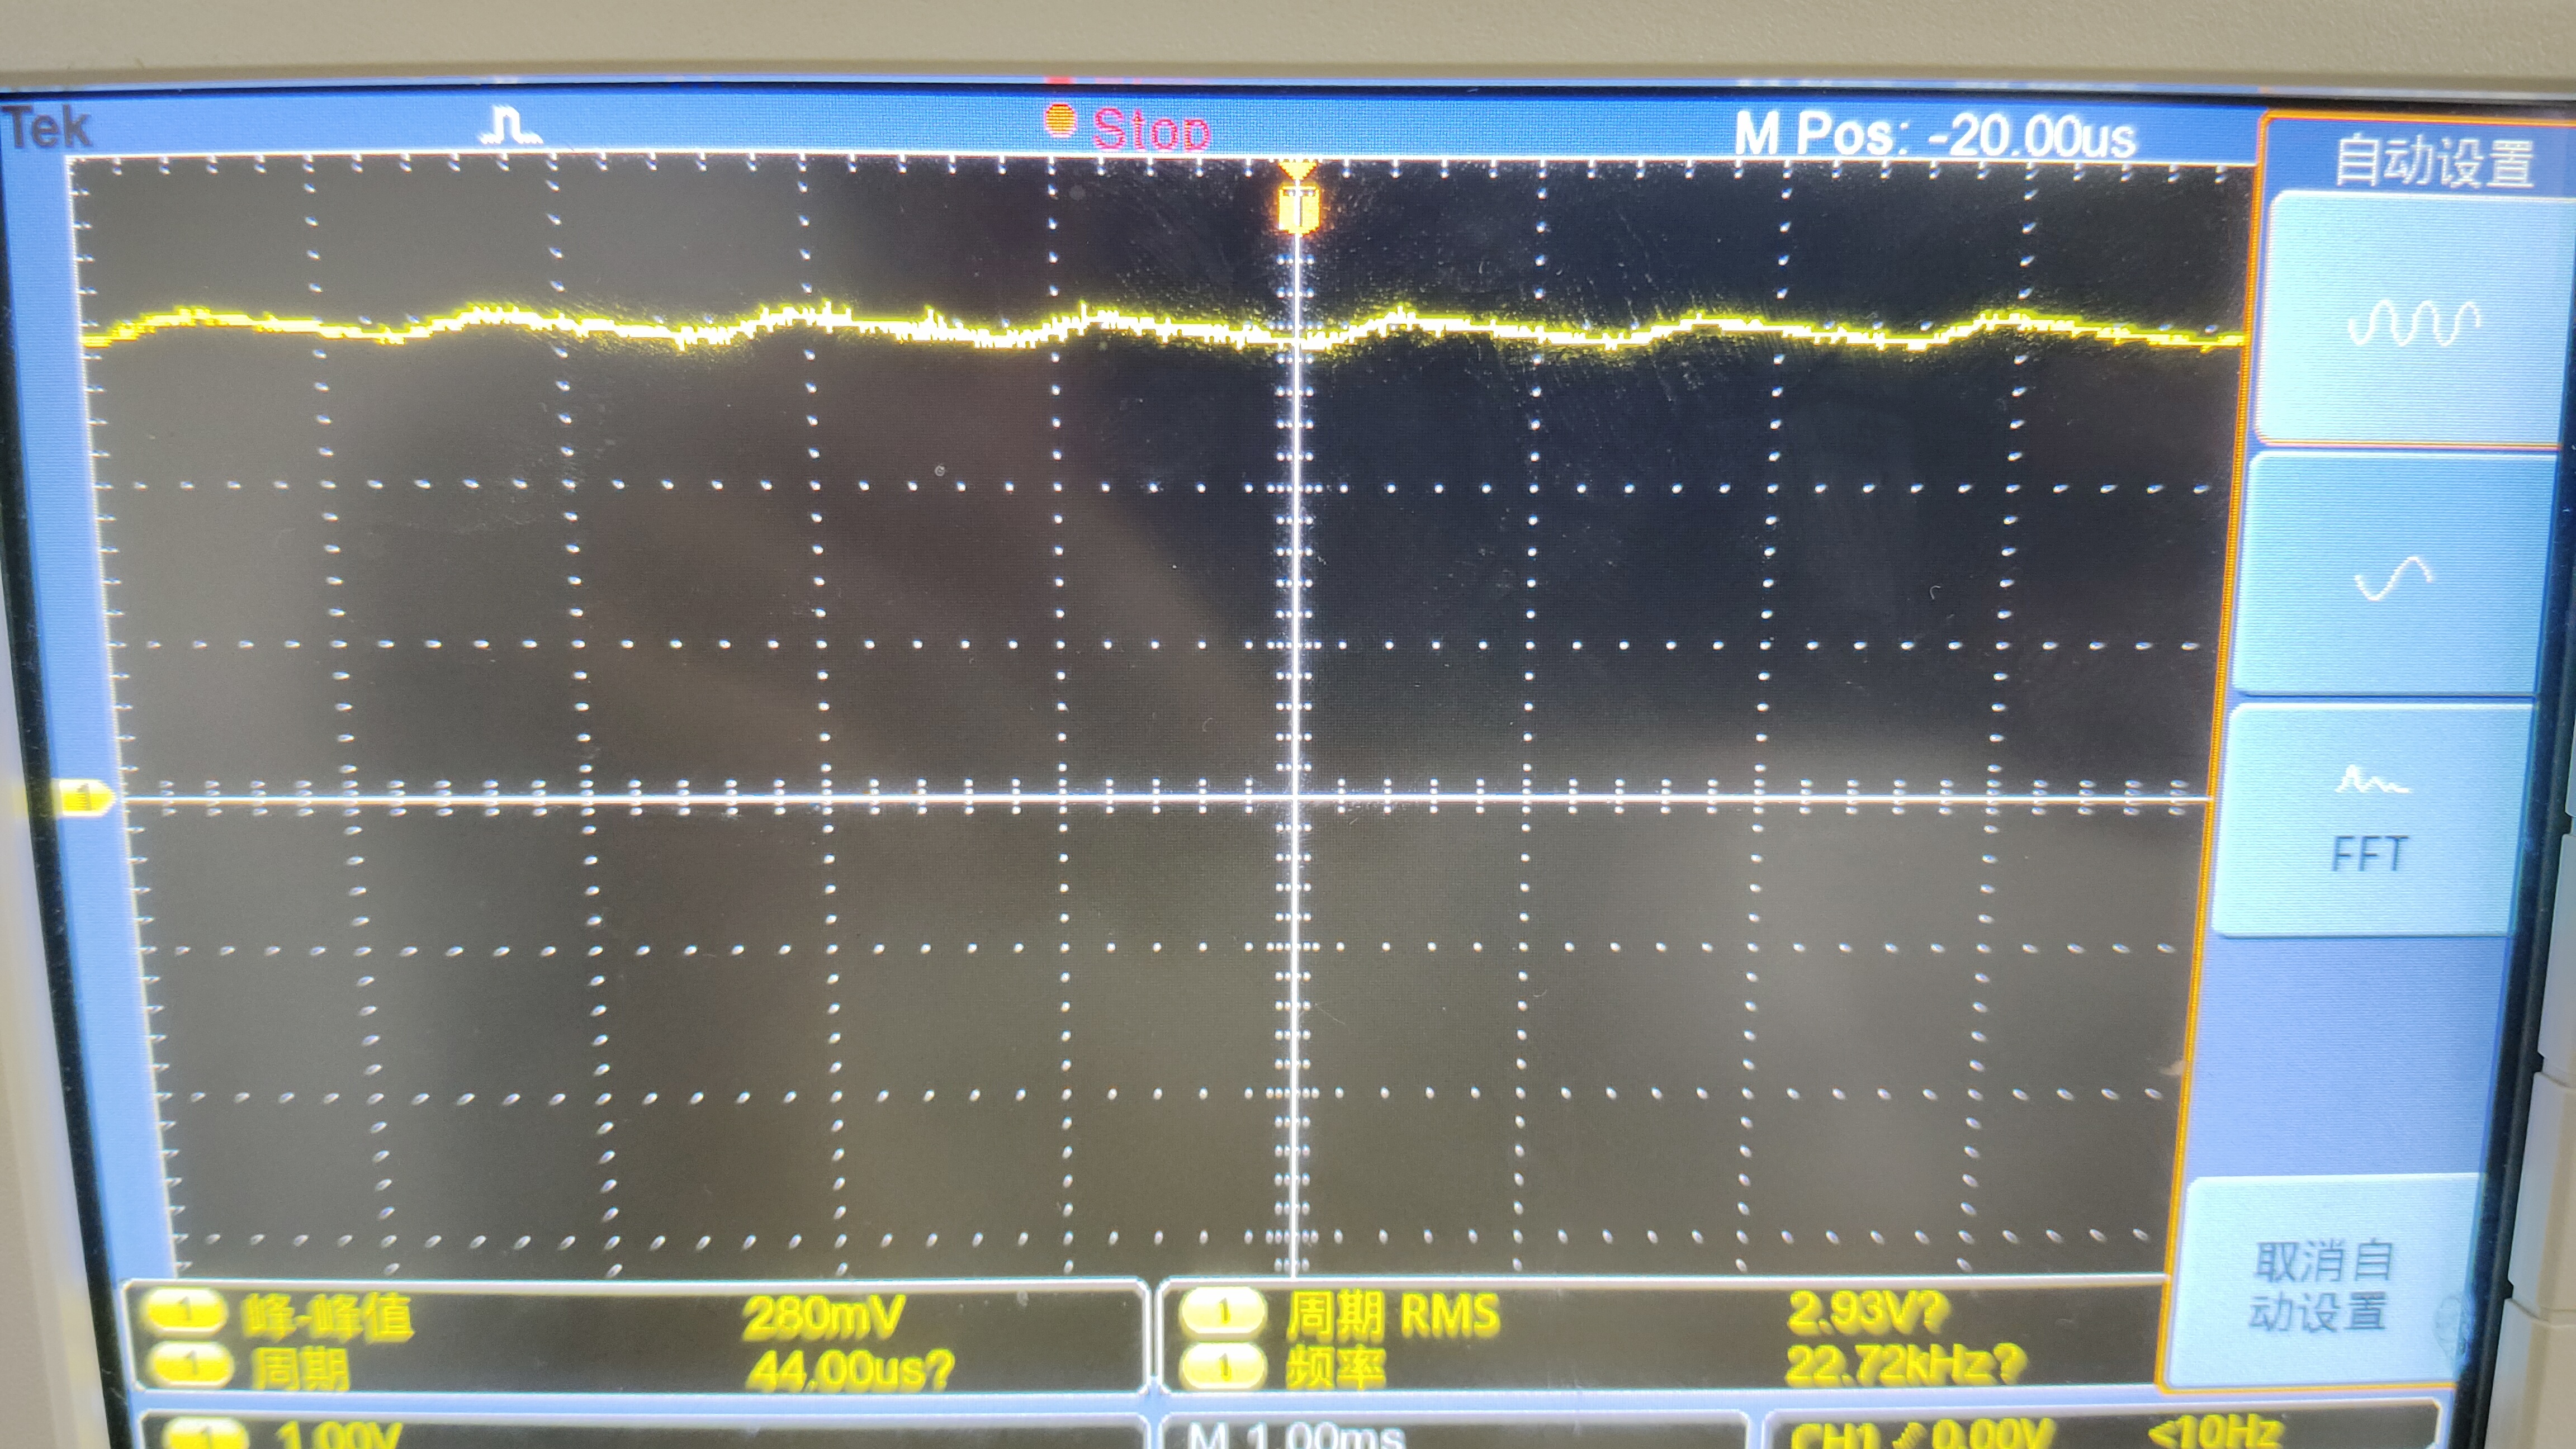 Tek
Stop
M Pos: -20.00us
自动设置
T
1
FFT
取消自
动设置
1 峰-峰值 280mV
1 周期 44.00us?
1 周期 RMS 2.93V?
1 频率 22.72kHz?
1 1.00V
M 1.00ms
CH1 / 0.00V <10Hz